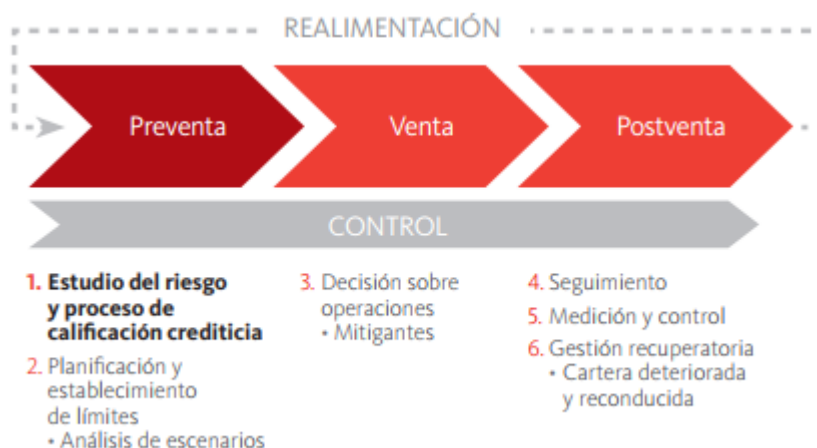 REALIMENTACIÓN
Preventa
Venta
Postventa
CONTROL
1. Estudio del riesgo
y proceso de
calificación crediticia
2. Planificación y
establecimiento
de límites
• Análisis de escenarios
3. Decisión sobre
operaciones
• Mitigantes
4. Seguimiento
5. Medición y control
6. Gestión recuperatoria
• Cartera deteriorada
y reconducida